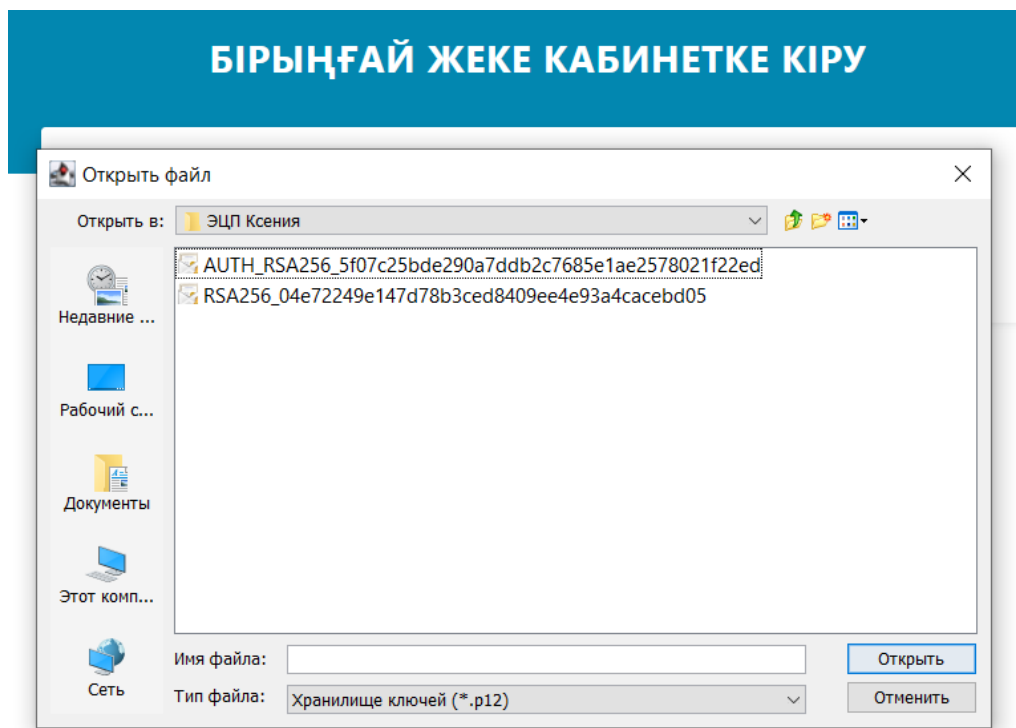 БІРЫҢҒАЙ ЖЕКЕ КАБИНЕТКЕ КІРУ
Открыть файл
Открыть в:
ЭЦП Ксения
AUTH_RSA256_5f07c25bde290a7ddb2c7685e1ae2578021f22ed
RSA256_04e72249e147d78b3ced8409ee4e93a4cacebd05
Недавние ...
Рабочий с...
Документы
Этот комп...
Сеть
Имя файла:
Открыть
Тип файла:
Хранилище ключей (*.p12)
Отменить